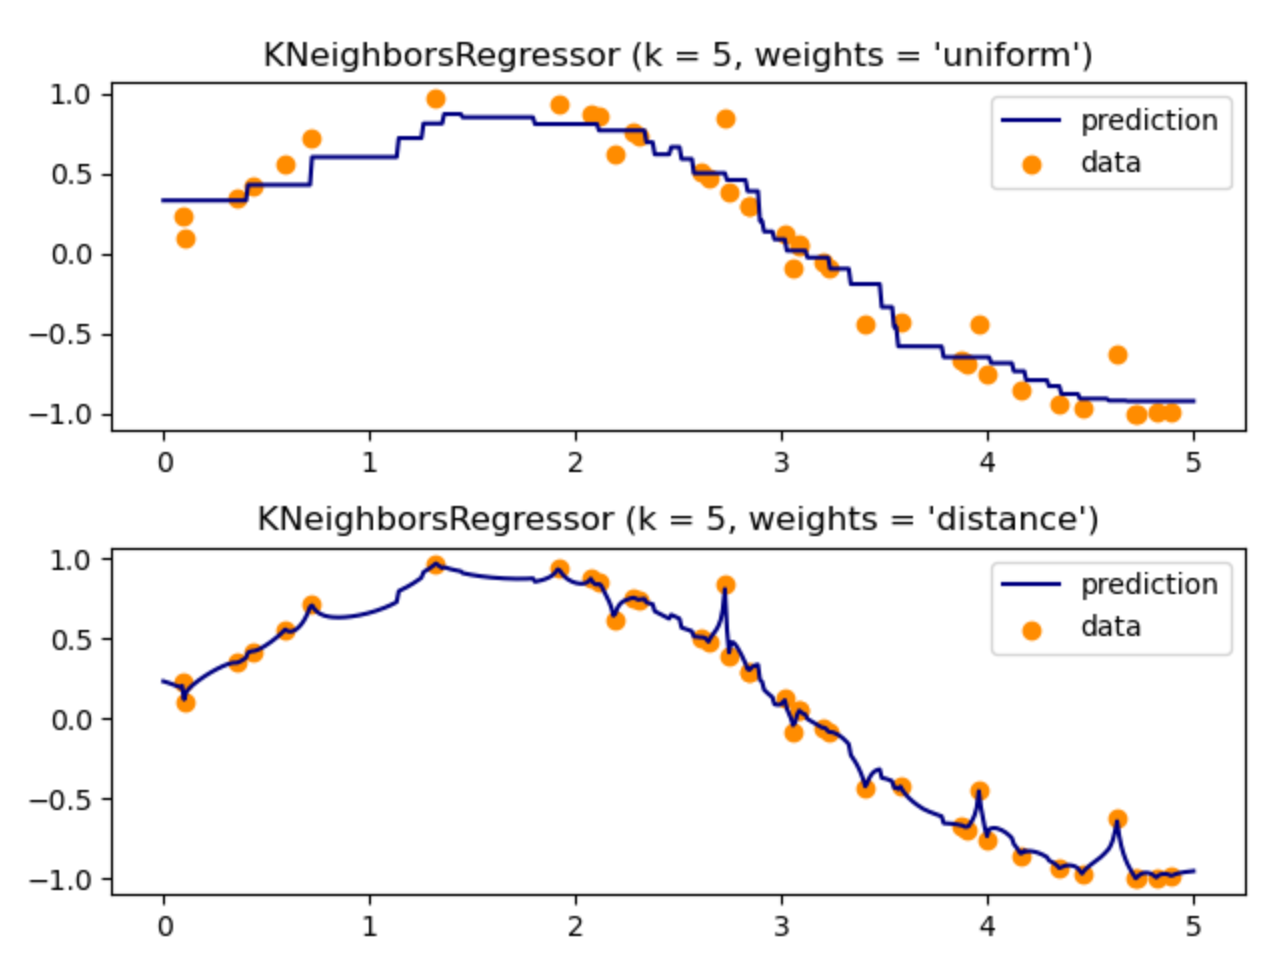 KNeighborsRegressor (k = 5, weights = 'uniform')
1.0
0.5
0.0
−0.5
−1.0
prediction
data
0 1 2 3 4 5
KNeighborsRegressor (k = 5, weights = 'distance')
1.0
0.5
0.0
−0.5
−1.0
prediction
data
0 1 2 3 4 5